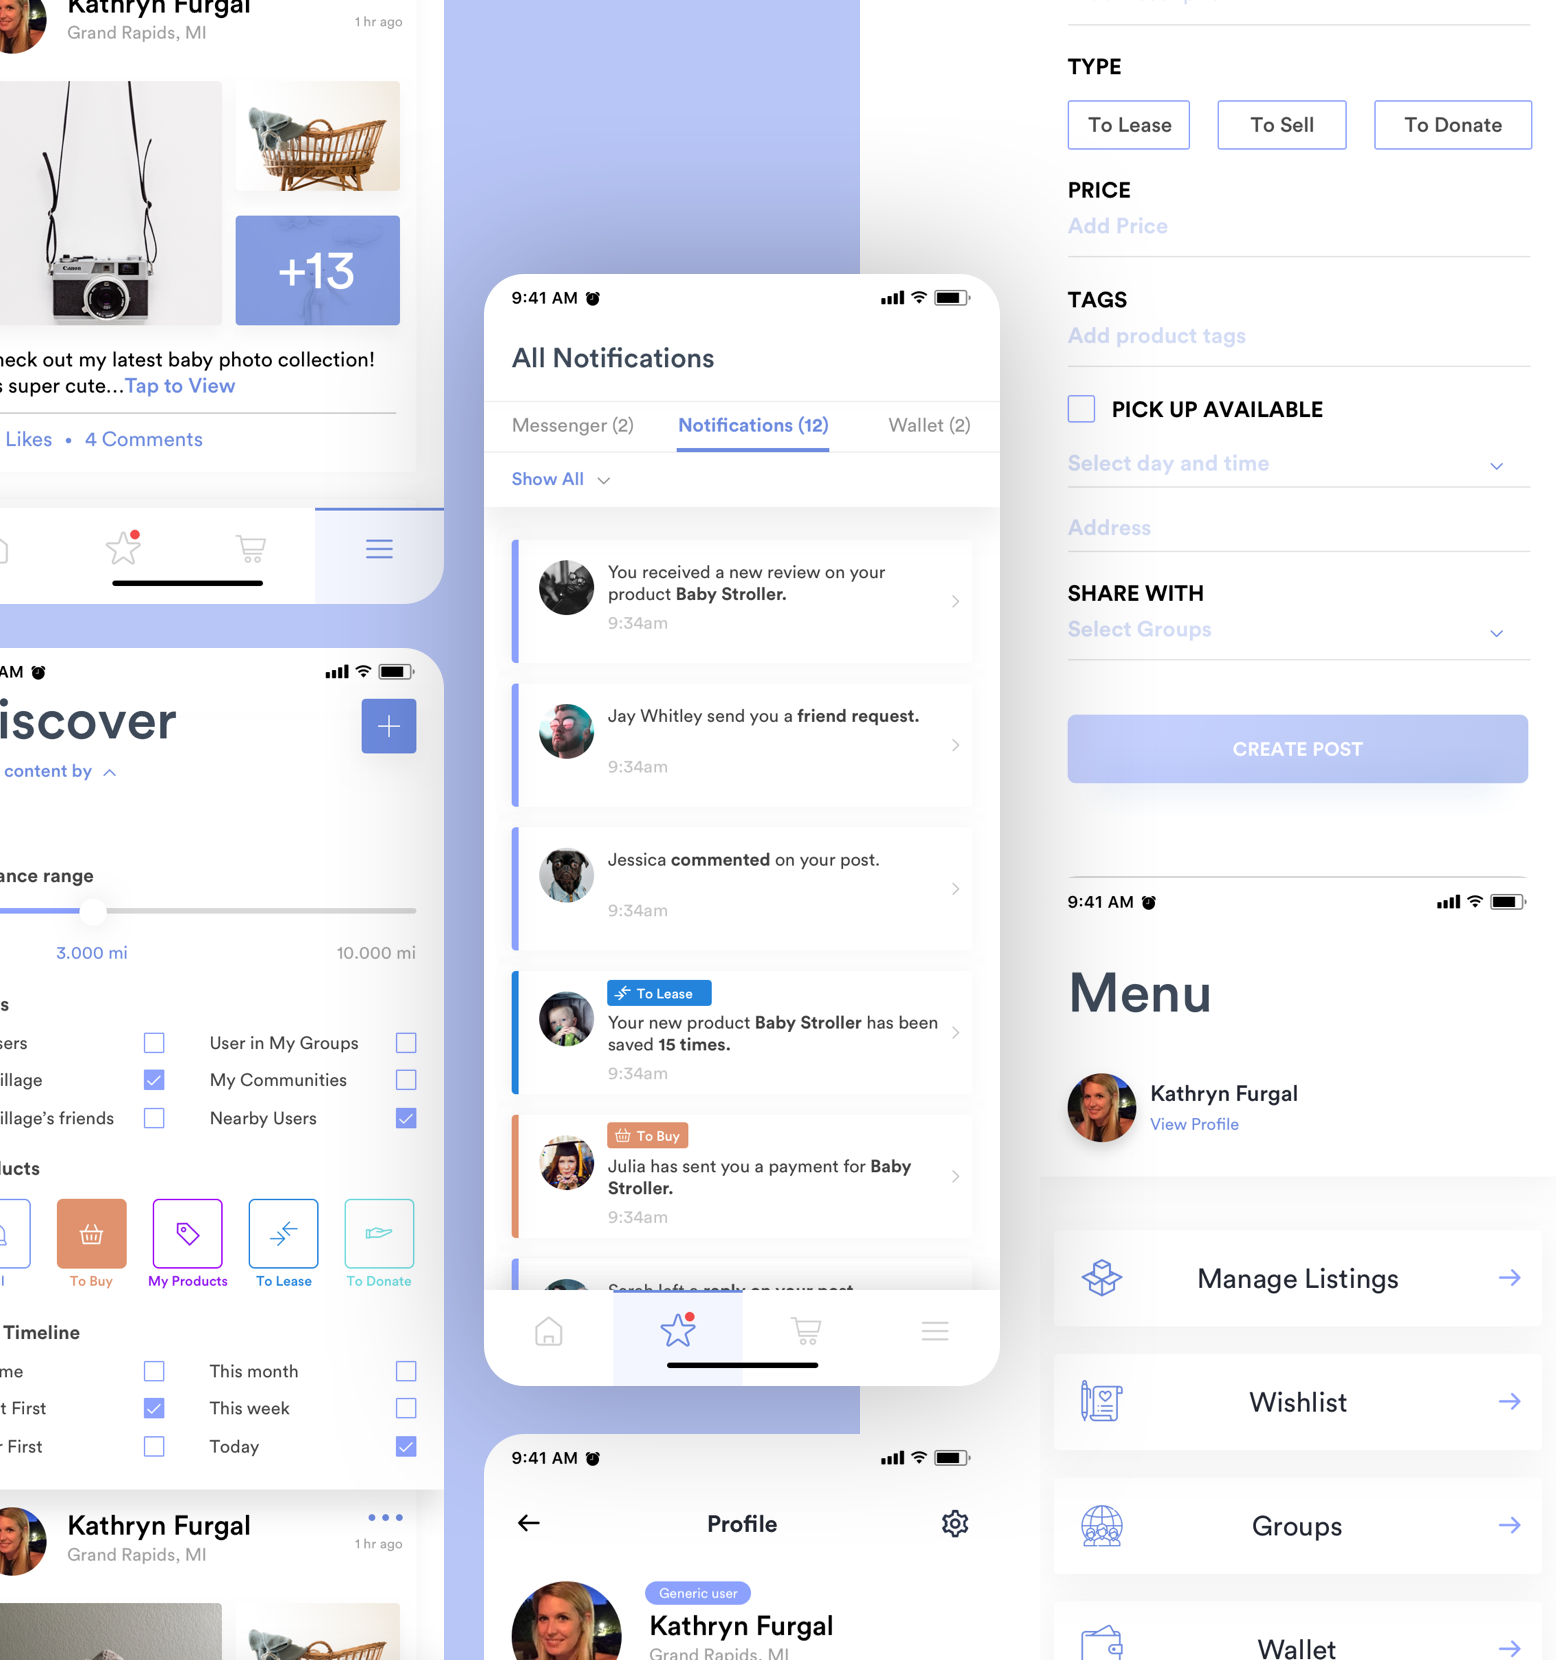 Kathryn Furgal
Grand Rapids, MI
1 hr ago
Canon
+13
heck out my latest baby photo collection!
s super cute...Tap to View
Likes • 4 Comments
AM
iscover
content by
ance range
3.000 mi
10.000 mi
s
sers
User in My Groups
illage
My Communities
illage's friends
Nearby Users
ducts
l
To Buy
My Products
To Lease
To Donate
Timeline
me
This month
t First
This week
r First
Today
Kathryn Furgal
Grand Rapids, MI
1 hr ago
9:41 AM
All Notifications
Messenger (2)
Notifications (12)
Wallet (2)
Show All
You received a new review on your
product Baby Stroller.
9:34am
Jay Whitley send you a friend request.
9:34am
Jessica commented on your post.
9:34am
To Lease
Your new product Baby Stroller has been
saved 15 times.
9:34am
To Buy
Julia has sent you a payment for Baby
Stroller.
9:34am
Sarah left a reply on your post
9:41 AM
Profile
Generic user
Kathryn Furgal
Grand Rapids, MI
TYPE
To Lease
To Sell
To Donate
PRICE
Add Price
TAGS
Add product tags
PICK UP AVAILABLE
Select day and time
Address
SHARE WITH
Select Groups
CREATE POST
9:41 AM
Menu
Kathryn Furgal
View Profile
Manage Listings
Wishlist
Groups
Wallet